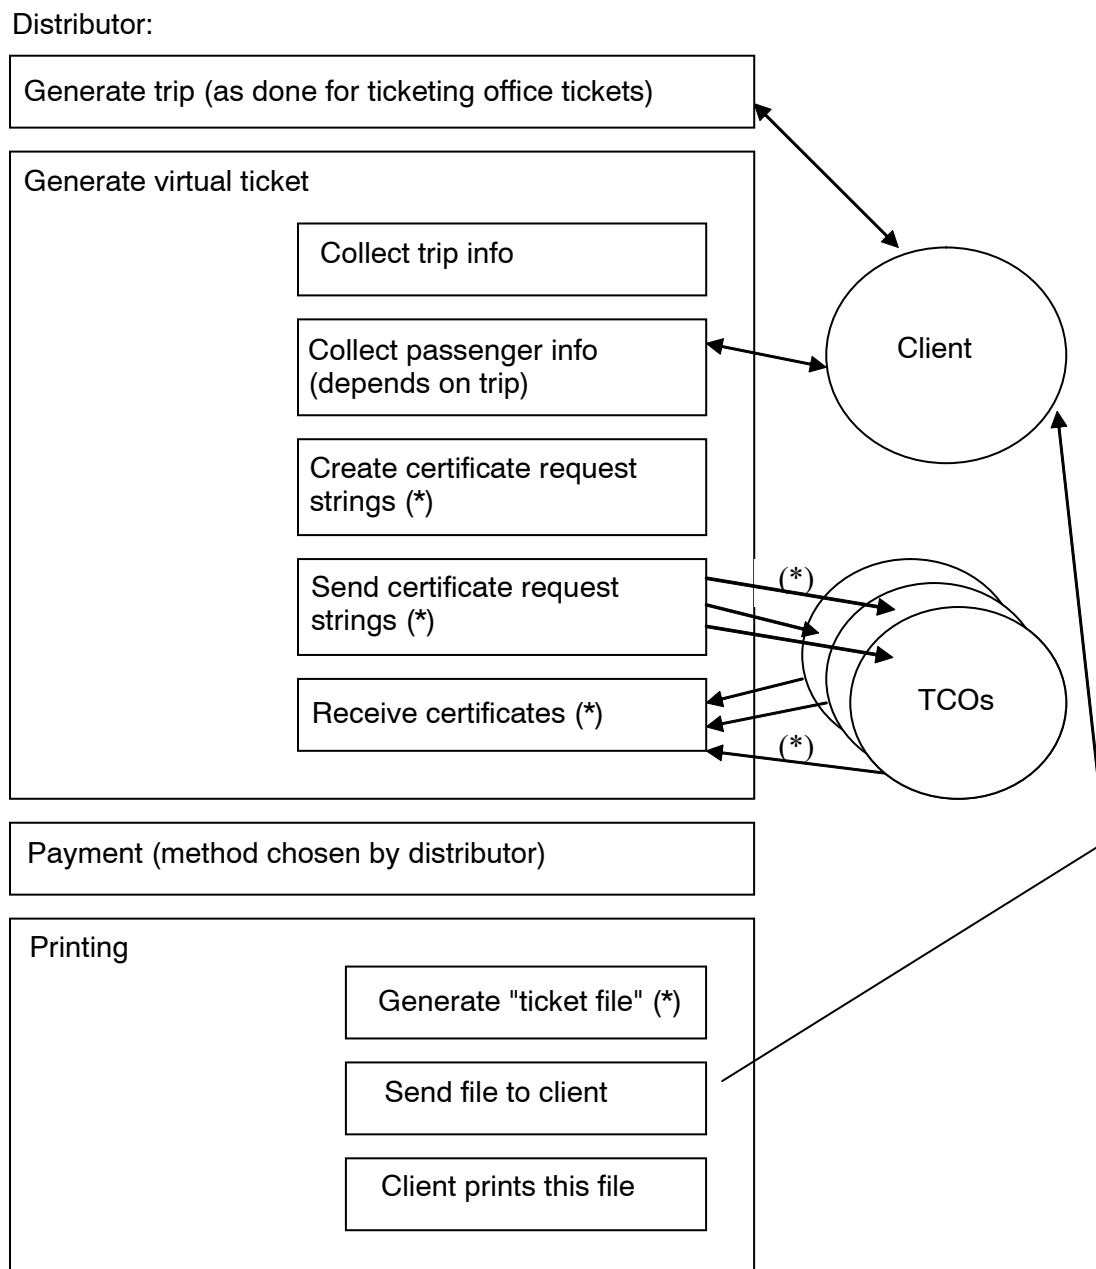 Distributor:
Generate trip (as done for ticketing office tickets)
Generate virtual ticket
Collect trip info
Collect passenger info
(depends on trip)
Client
Create certificate request
strings (*)
Send certificate request
strings (*)
(*)
TCOs
Receive certificates (*)
(*)
Payment (method chosen by distributor)
Printing
Generate "ticket file" (*)
Send file to client
Client prints this file